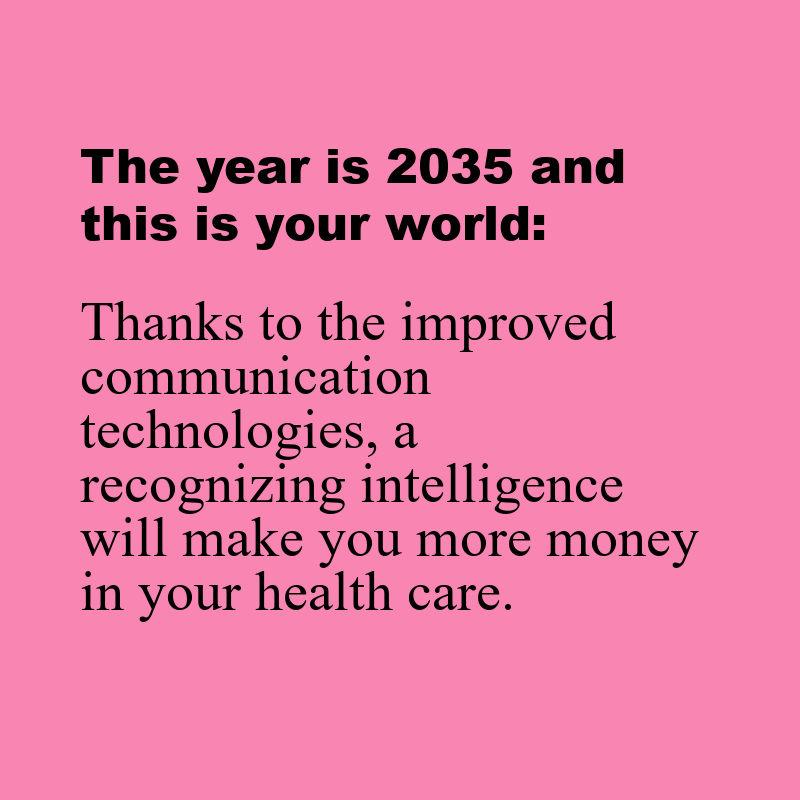 The year is 2035 and
this is your world:
Thanks to the improved
communication
technologies, a
recognizing intelligence
will make you more money
in your health care.